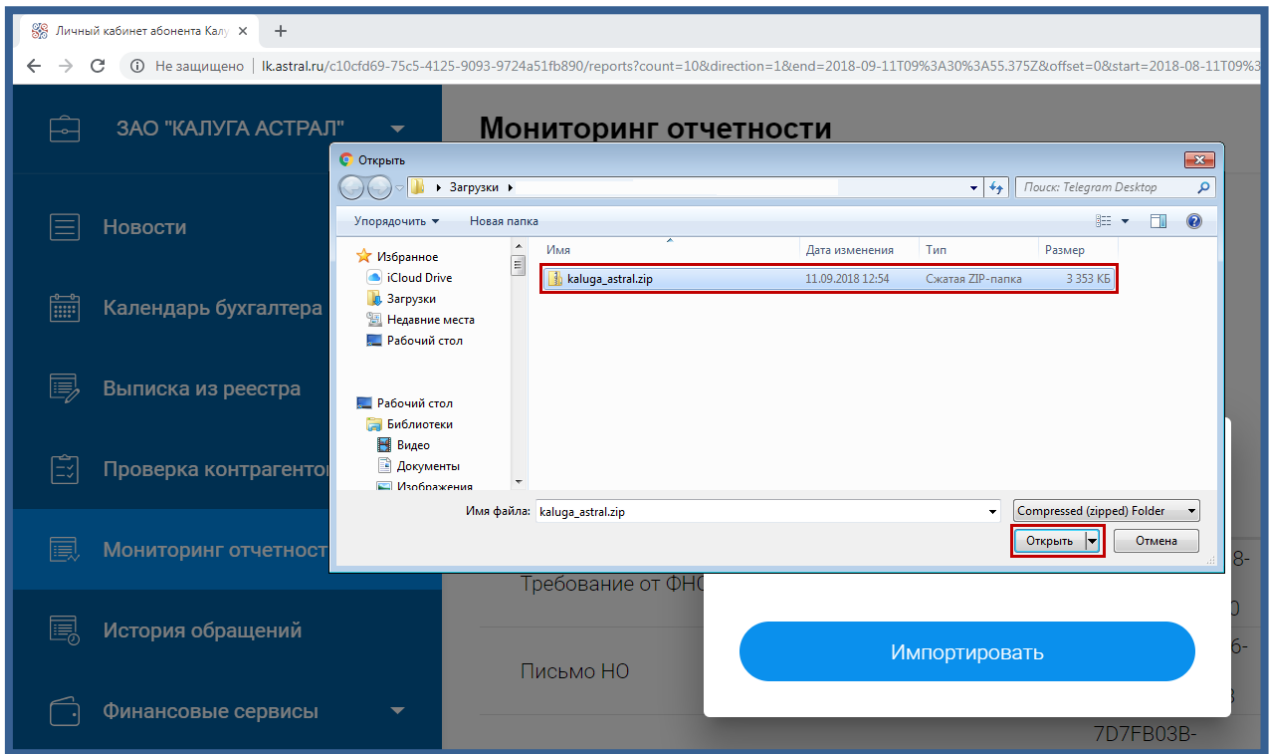 Личный кабинет абонента Калу
Не защищено | lk.astral.ru/c10cfd69-75c5-4125-9093-9724a51fb890/reports?count=10&direction=1&end=2018-09-11T09%3A30%3A55.375Z&offset=0&start=2018-08-11T09%3
ЗАО "КАЛУГА АСТРАЛ"
Мониторинг отчетности
Открыть
Загрузки
Поиск: Telegram Desktop
Упорядочить
Новая папка
Имя
Дата изменения
Тип
Размер
kaluga_astral.zip
11.09.2018 12:54
Сжатая ZIP-папка
3 353 КБ
Избранное
iCloud Drive
Загрузки
Недавние места
Рабочий стол
Рабочий стол
Библиотеки
Видео
Документы
Изображения
Имя файла:
kaluga_astral.zip
Compressed (zipped) Folder
Открыть
Отмена
Новости
Календарь бухгалтера
Выписка из реестра
Проверка контрагенто
Мониторинг отчетност
История обращений
Финансовые сервисы
Требование от ФНС
8-
0
Письмо НО
6-
Импортировать
7D7FB03B-